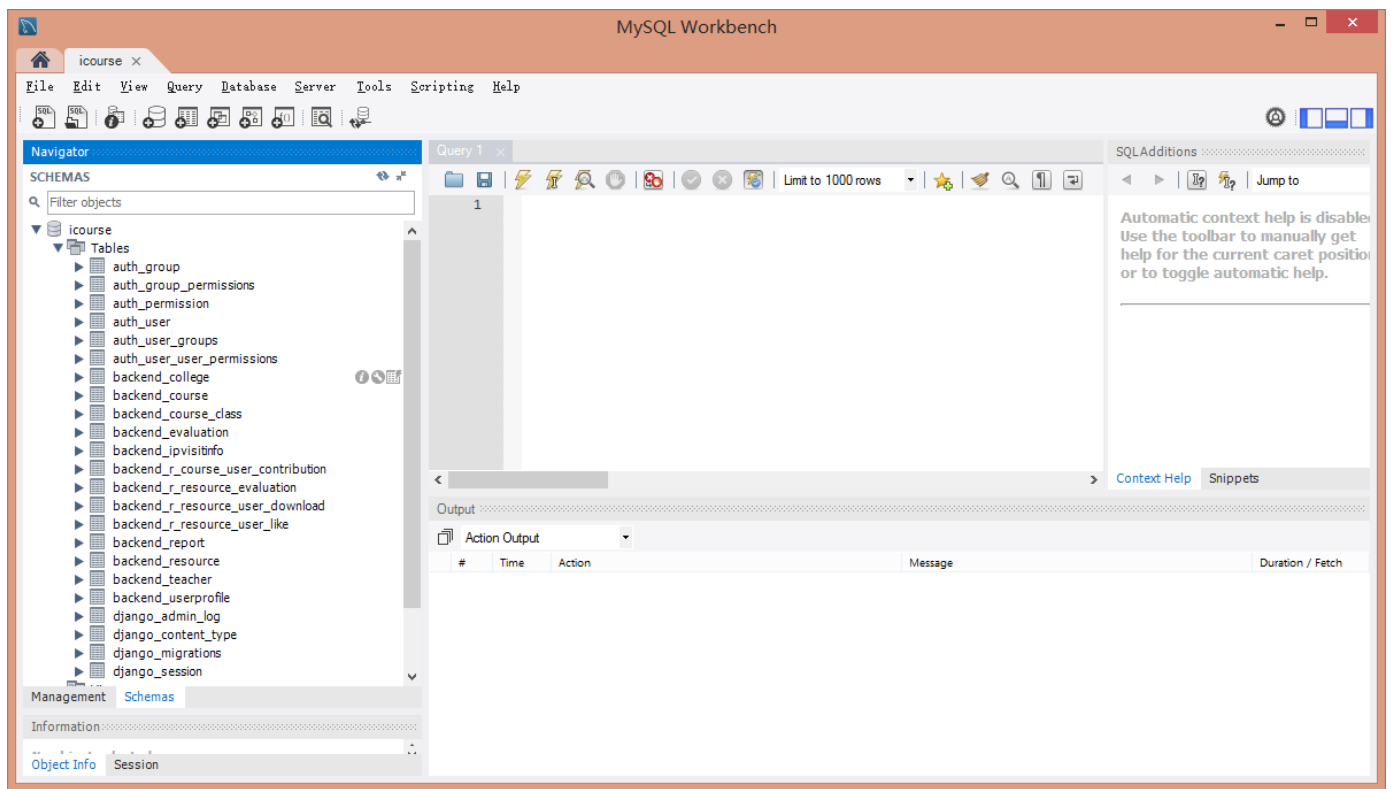 MySQL Workbench
icourse
File Edit View Query Database Server Tools Scripting Help
Navigator
SCHEMAS
Filter objects
icourse
Tables
auth_group
auth_group_permissions
auth_permission
auth_user
auth_user_groups
auth_user_user_permissions
backend_college
backend_course
backend_course_class
backend_evaluation
backend_ipvisitinfo
backend_r_course_user_contribution
backend_r_resource_evaluation
backend_r_resource_user_download
backend_r_resource_user_like
backend_report
backend_resource
backend_teacher
backend_userprofile
django_admin_log
django_content_type
django_migrations
django_session
Management Schemas
Information
Object Info Session
Query 1
Limit to 1000 rows
1
SQLAdditions
Jump to
Automatic context help is disable
Use the toolbar to manually get
help for the current caret positio
or to toggle automatic help.
Context Help Snippets
Output
Action Output
# Time Action Message Duration / Fetch